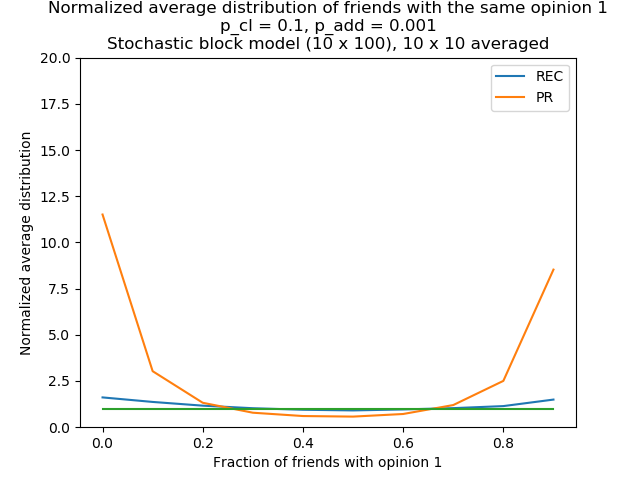 Normalized average distribution of friends with the same opinion 1
p_cl = 0.1, p_add = 0.001
Stochastic block model (10 x 100), 10 x 10 averaged
20.0
17.5
15.0
12.5
10.0
7.5
5.0
2.5
0.0
Normalized average distribution
REC
PR
0.0
0.2
0.4
0.6
0.8
Fraction of friends with opinion 1